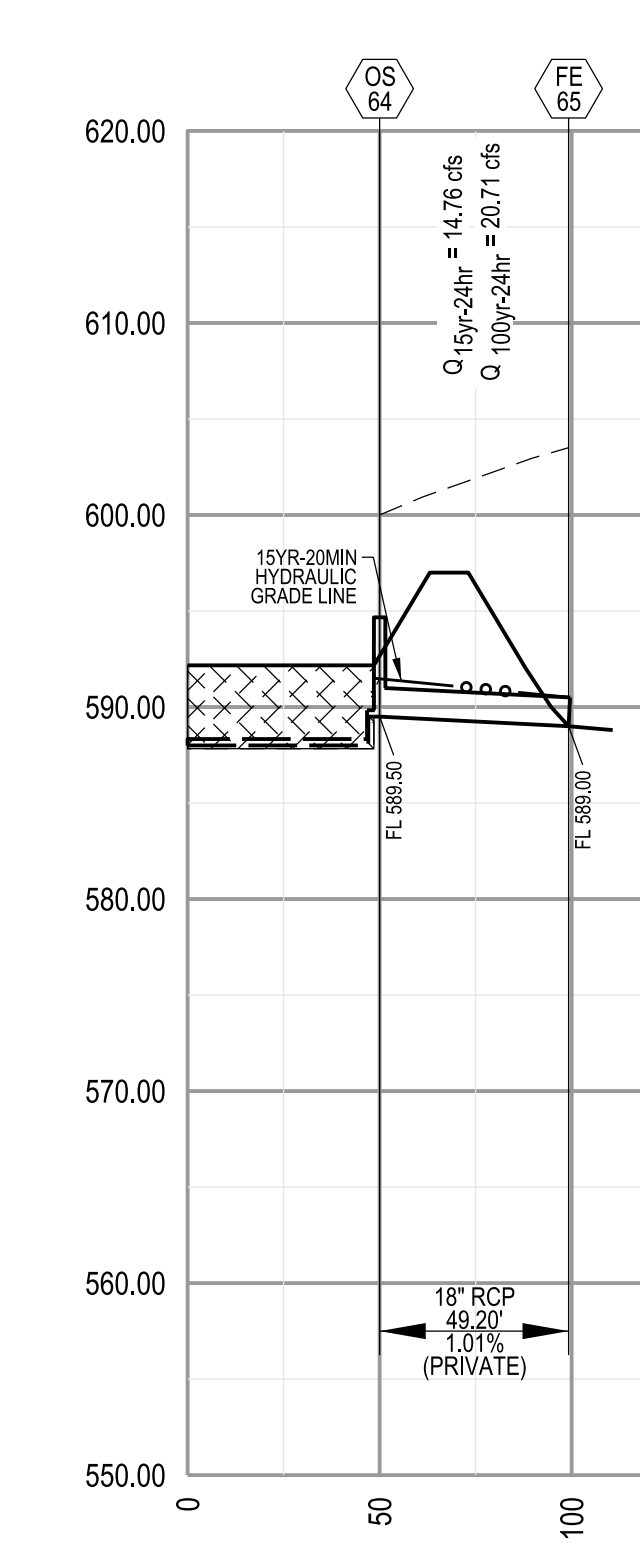 OS
64
FE
65
620.00
Q15yr-24hr = 14.76 cfs
Q 100yr-24hr = 20.71 cfs
610.00
600.00
15YR-20MIN
HYDRAULIC
GRADE LINE
590.00
FL 589.50
FL 589.00
580.00
570.00
560.00
18" RCP
49.20'
1.01%
(PRIVATE)
550.00
0
50
100